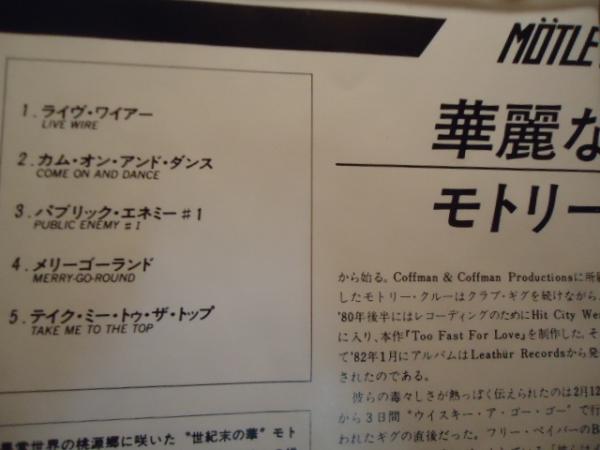 MÖTLE
華麗な
モトリー
1.ライヴ・ワイアー
LIVE WIRE
2.カム・オン・アンド・ダンス
COME ON AND DANCE
3.パブリック・エネミー#1
PUBLIC ENEMY #I
4.メリーゴーランド
MERRY-GO-ROUND
5.テイク・ミー・トゥ・ザ・トップ
TAKE ME TO THE TOP
から始る。Coffman & Coffman Productionsに所
したモトリー・クルーはクラブ・ギグを続けながら、
'80年後半にはレコーディングのためにHit City We
に入り、本作『Too Fast For Love』を制作した。そ
て'82年1月にアルバムはLeathür Recordsから発
されたのである。
彼らの毒々しさが熱っぽく伝えられたのは2月12
から3日間“ウイスキー・ア・ゴー・ゴー”で行
われたギグの直後だった。フリー・ペイパーのB
異常世界の桃源郷に咲いた“世紀末の華”モト